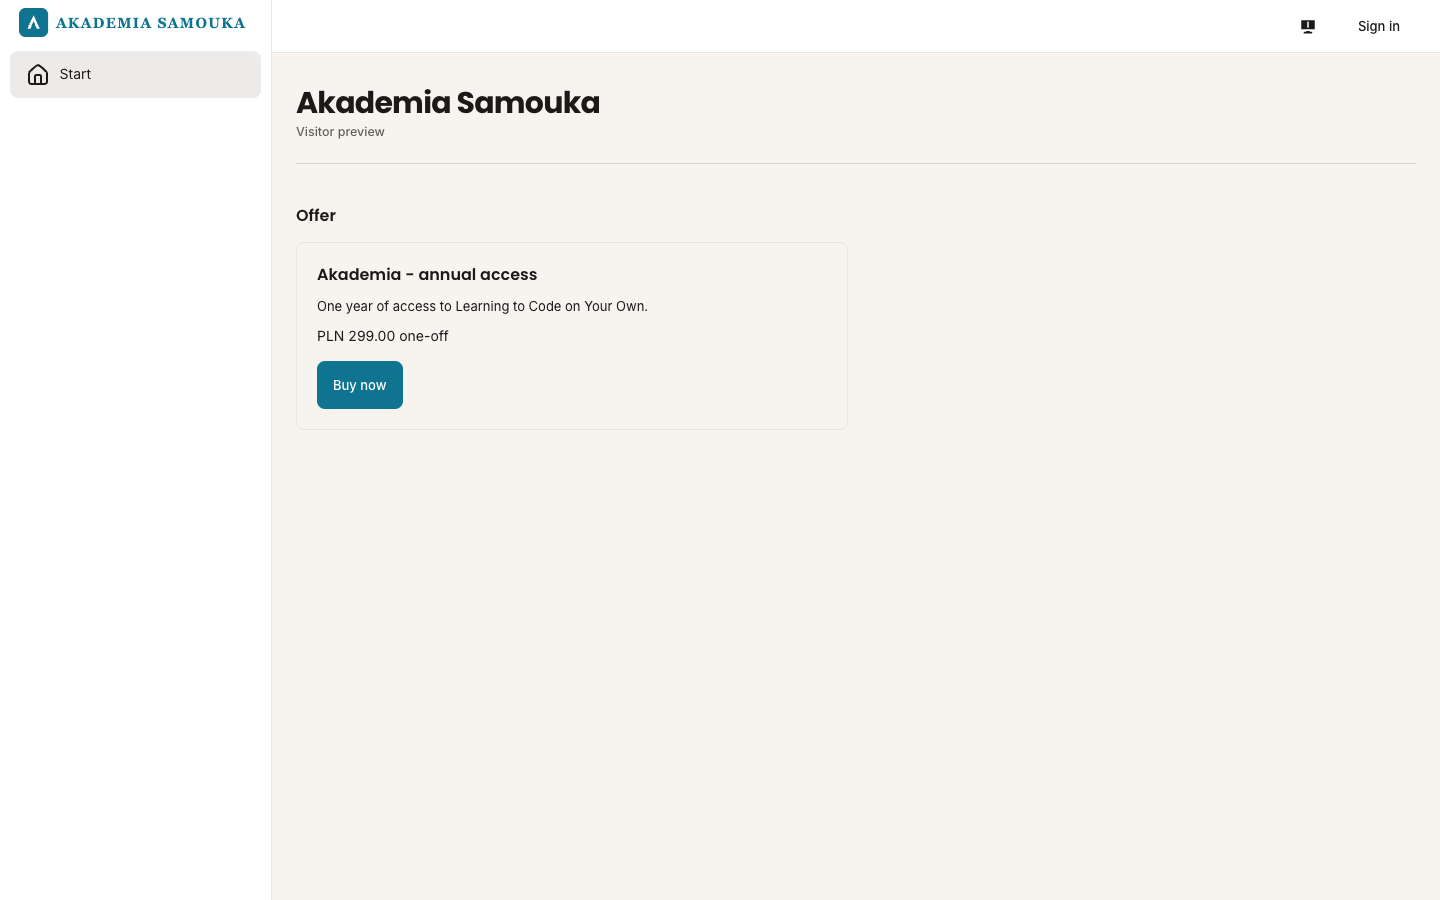 AKADEMIA SAMOUKA
Start
Sign in
Akademia Samouka
Visitor preview
Offer
Akademia - annual access
One year of access to Learning to Code on Your Own.
PLN 299.00 one-off
Buy now